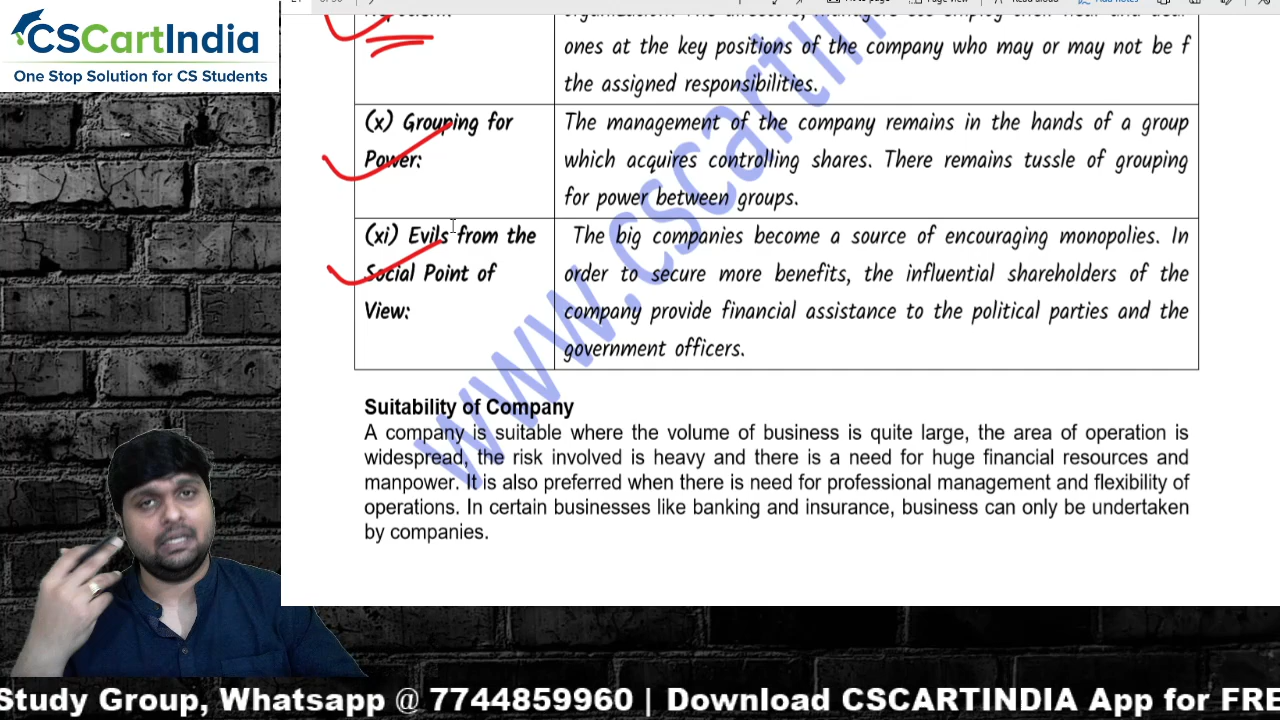 CSCartIndia
One Stop Solution for CS Students
ones at the key positions of the company who may or may not be f
the assigned responsibilities.
(x) Grouping for
Power:
The management of the company remains in the hands of a group
which acquires controlling shares. There remains tussle of grouping
for power between groups.
(xi) Evils from the
Social Point of
View:
The big companies become a source of encouraging monopolies. In
order to secure more benefits, the influential shareholders of the
company provide financial assistance to the political parties and the
government officers.
www.cscartin
Suitability of Company
A company is suitable where the volume of business is quite large, the area of operation is
widespread, the risk involved is heavy and there is a need for huge financial resources and
manpower. It is also preferred when there is need for professional management and flexibility of
operations. In certain businesses like banking and insurance, business can only be undertaken
by companies.
Study Group, Whatsapp @ 7744859960 | Download CSCARTINDIA App for FRE